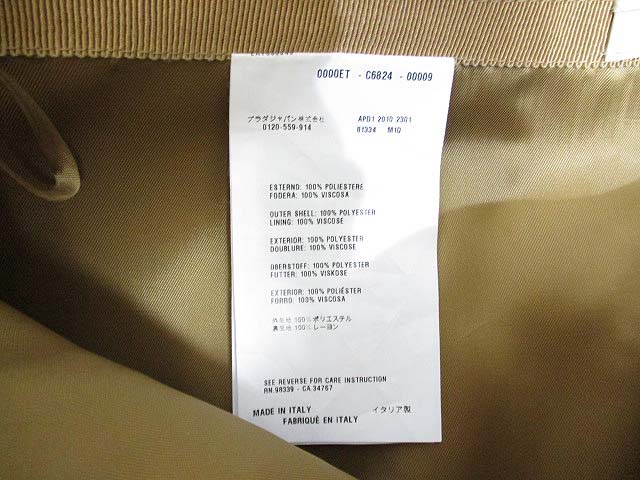 0000ET - C6824 - 00009
プラダジャパン株式会社
0120-559-914
APD1 2010 2301
81334 M10
ESTERNO: 100% POLIESTERE
FODERA: 100% VISCOSA
OUTER SHELL: 100% POLYESTER
LINING: 100% VISCOSE
EXTERIOR: 100% POLYESTER
DOUBLURE: 100% VISCOSE
OBERSTOFF: 100% POLYESTER
FUTTER: 100% VISKOSE
EXTERIOR: 100% POLIÉSTER
FORRO: 100% VISCOSA
外生地 100% ポリエステル
裏生地 100% レーヨン
SEE REVERSE FOR CARE INSTRUCTION
RN.98339 - CA.34767
MADE IN ITALY イタリア製
FABRIQUÉ EN ITALY